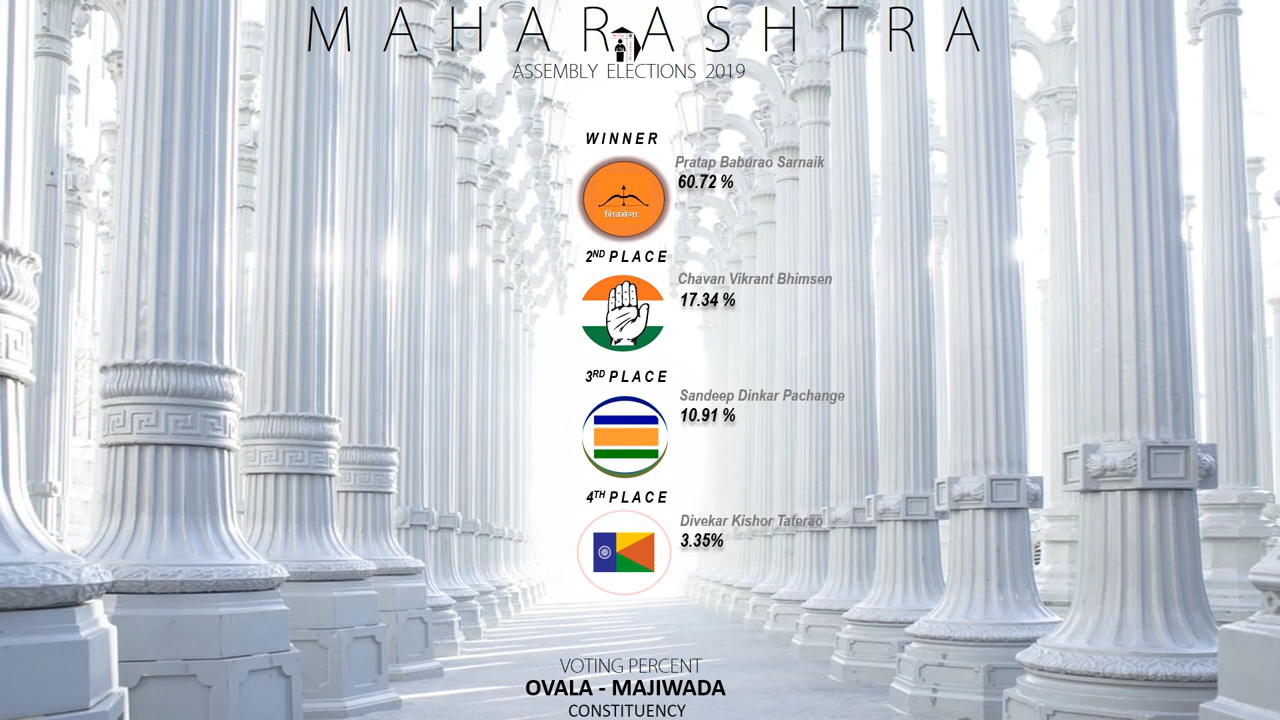 MAHARASHTRA
ASSEMBLY ELECTIONS 2019
WINNER
Pratap Baburao Sarnaik
60.72 %
शिवसेना
2ND PLACE
Chavan Vikrant Bhimsen
17.34 %
3RD PLACE
Sandeep Dinkar Pachange
10.91 %
4TH PLACE
Divekar Kishor Taterao
3.35%
VOTING PERCENT
OVALA - MAJIWADA
CONSTITUENCY